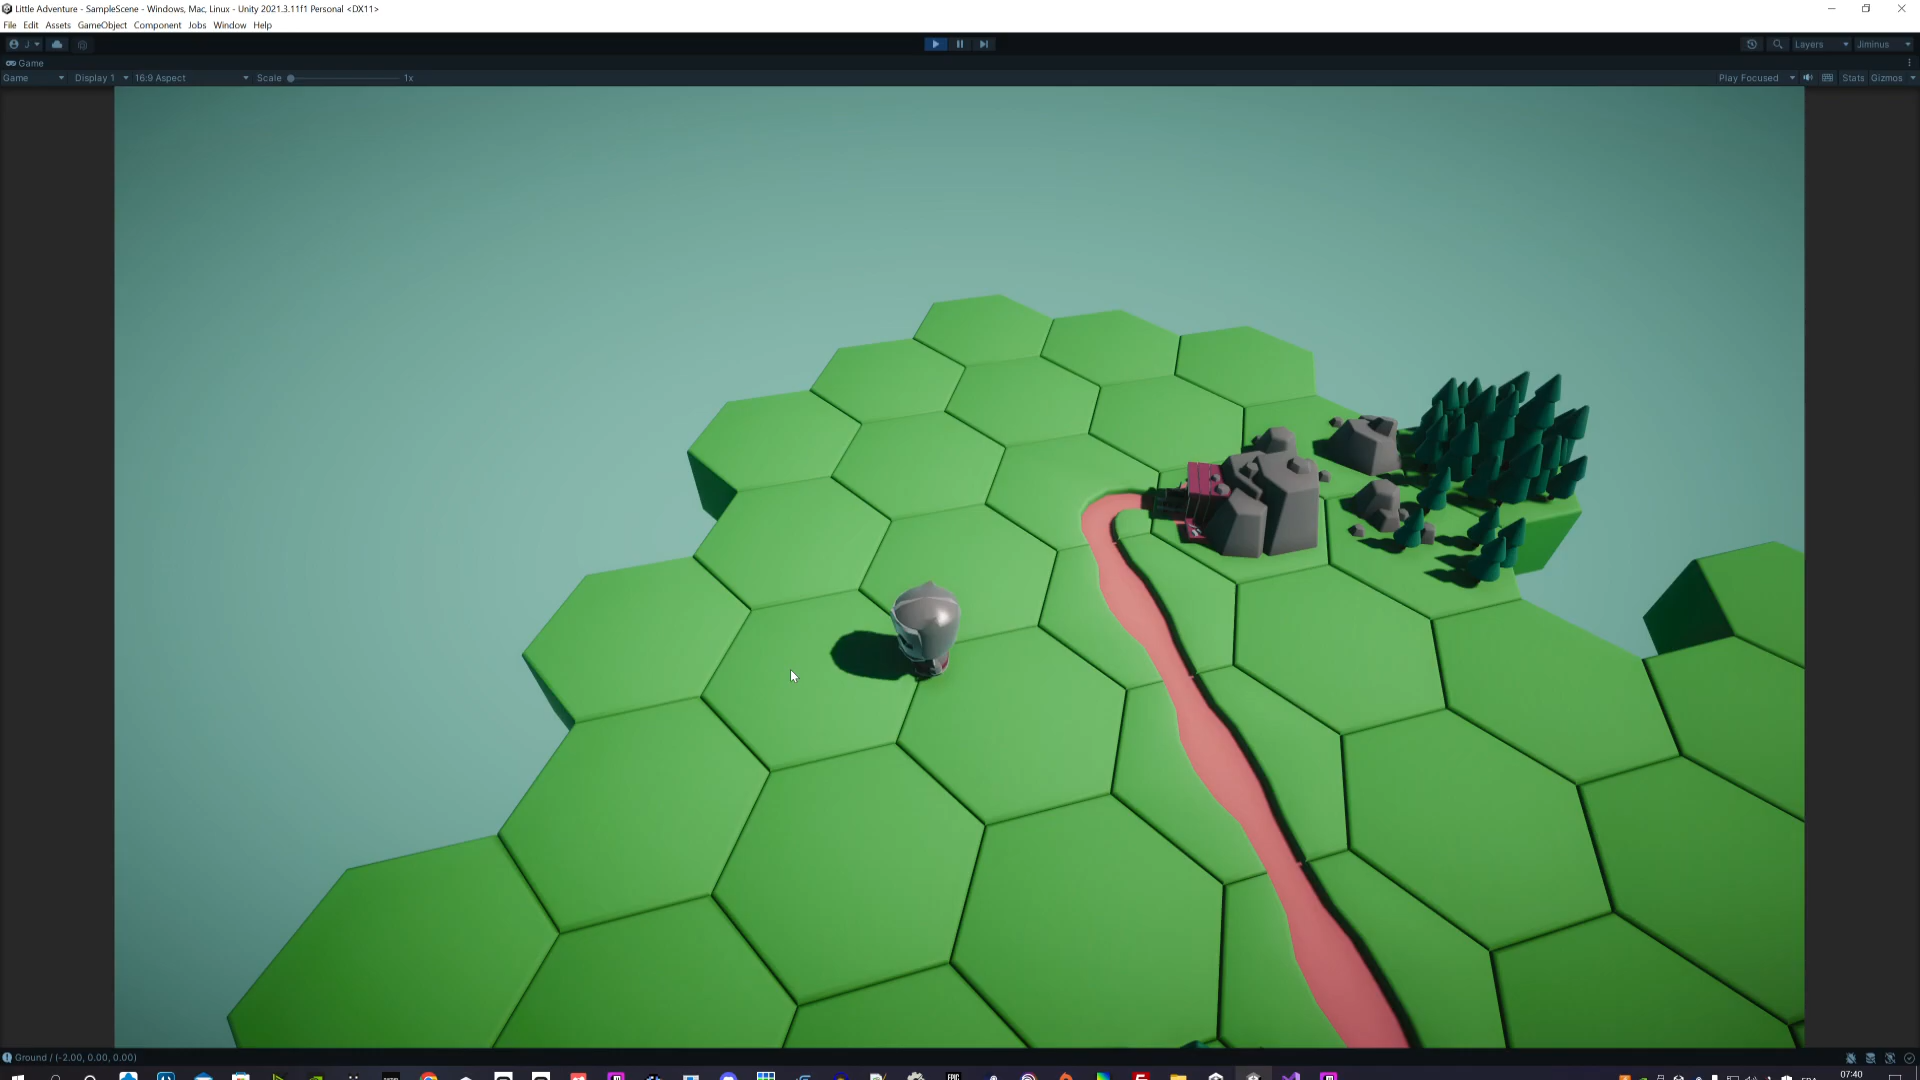 Little Adventure - SampleScene - Windows, Mac, Linux - Unity 2021.3.11f1 Personal <DX11>
File Edit Assets GameObject Component Jobs Window Help
J Layers Jiminus
Game
Game Display 1 16:9 Aspect Scale 1x Play Focused Stats Gizmos
Ground / (-2.00, 0.00, 0.00)
EPIC 07:40